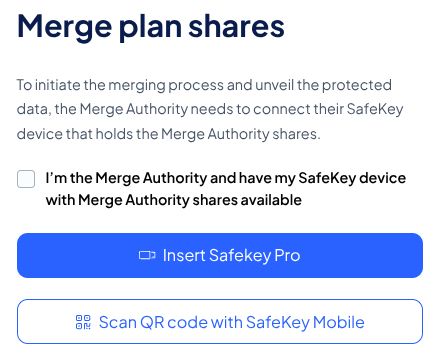 Merge plan shares
To initiate the merging process and unveil the protected
data, the Merge Authority needs to connect their SafeKey
device that holds the Merge Authority shares.
I'm the Merge Authority and have my SafeKey device
with Merge Authority shares available
Insert Safekey Pro
Scan QR code with SafeKey Mobile